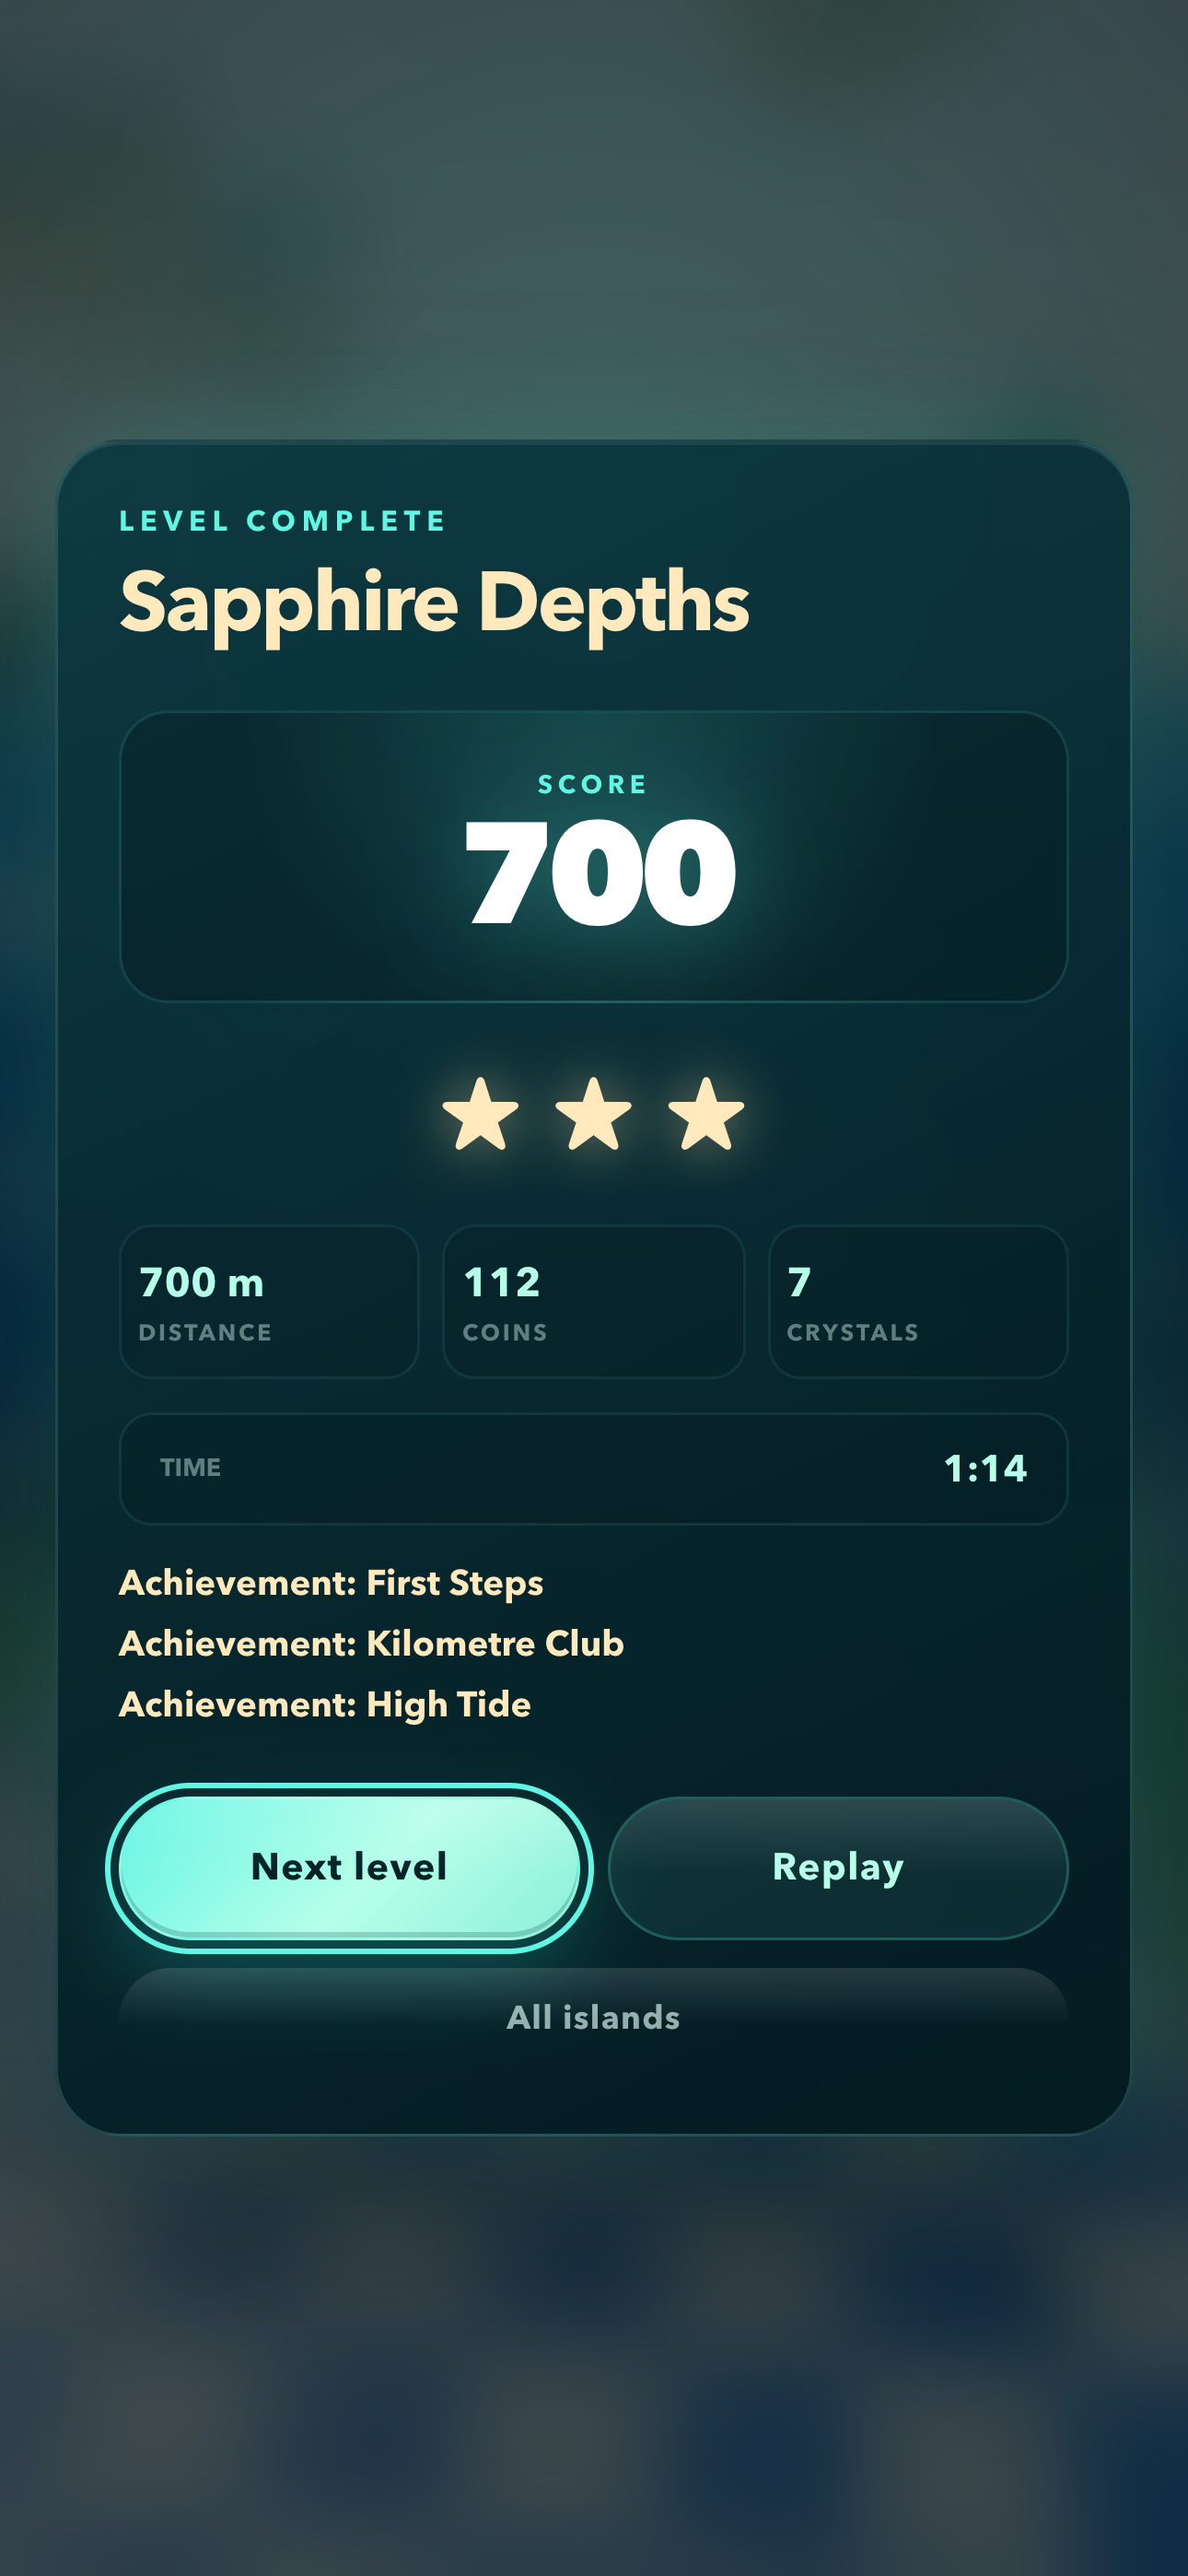 LEVEL COMPLETE
Sapphire Depths
SCORE
700
700 m
DISTANCE
112
COINS
7
CRYSTALS
TIME
1:14
Achievement: First Steps
Achievement: Kilometre Club
Achievement: High Tide
Next level
Replay
All islands